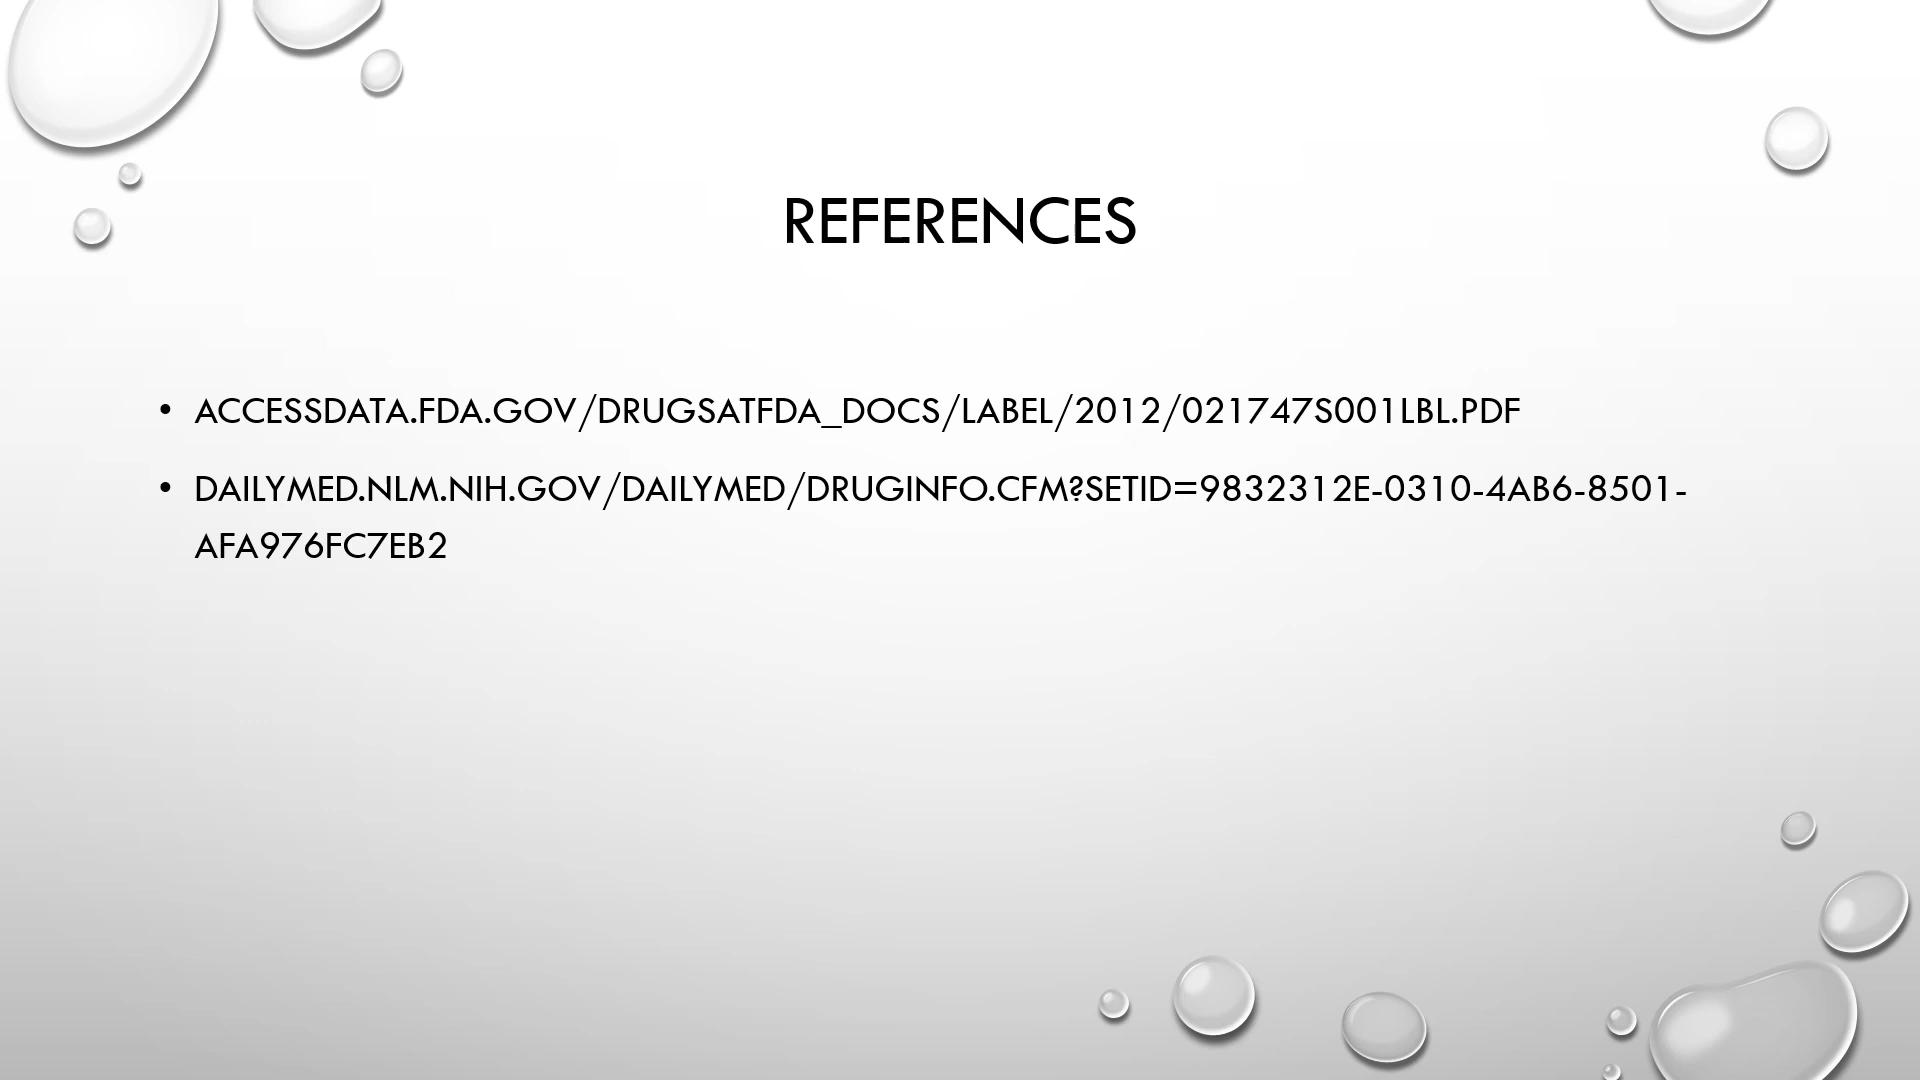 REFERENCES
• ACCESSDATA.FDA.GOV/DRUGSATFDA_DOCS/LABEL/2012/021747S001LBL.PDF
• DAILYMED.NLM.NIH.GOV/DAILYMED/DRUGINFO.CFM?SETID=9832312E-0310-4AB6-8501-
AFA976FC7EB2